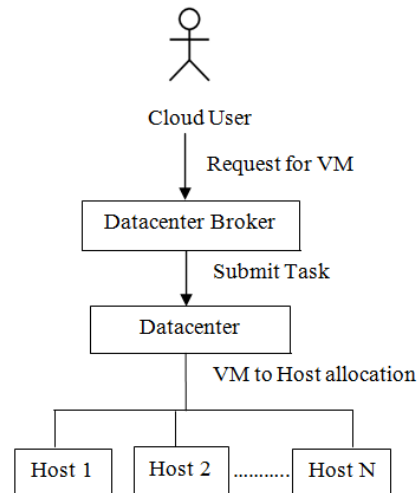 Cloud User
Request for VM
Datacenter Broker
Submit Task
Datacenter
VM to Host allocation
Host 1 Host 2 ........... Host N